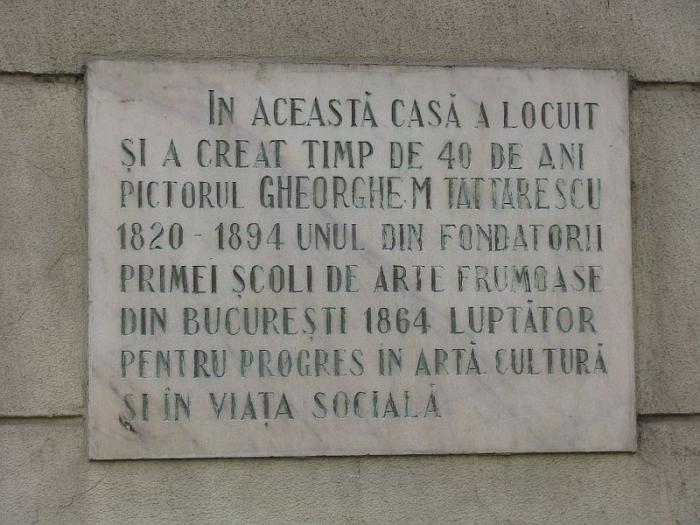 ÎN ACEASTĂ CASĂ A LOCUIT
ȘI A CREAT TIMP DE 40 DE ANI
PICTORUL GHEORGHE·M TATTARESCU
1820 - 1894 UNUL DIN FONDATORII
PRIMEI ȘCOLI DE ARTE FRUMOASE
DIN BUCUREȘTI 1864 LUPTĂTOR
PENTRU PROGRES ÎN ARTĂ CULTURĂ
ȘI ÎN VIAȚA SOCIALĂ